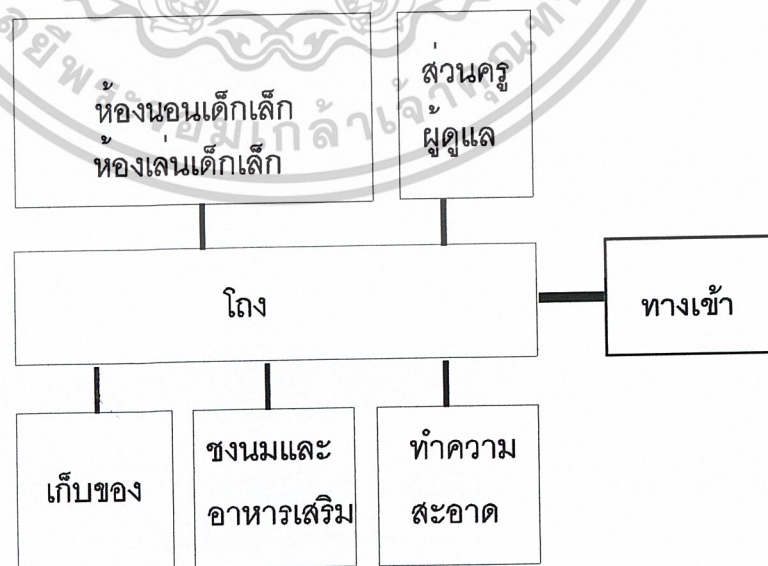 ห้องนอนเด็กเล็ก
ห้องเล่นเด็กเล็ก
ส่วนครู
ผู้ดูแล
โถง
ทางเข้า
เก็บของ
ชงนมและ
อาหารเสริม
ทำความ
สะอาด